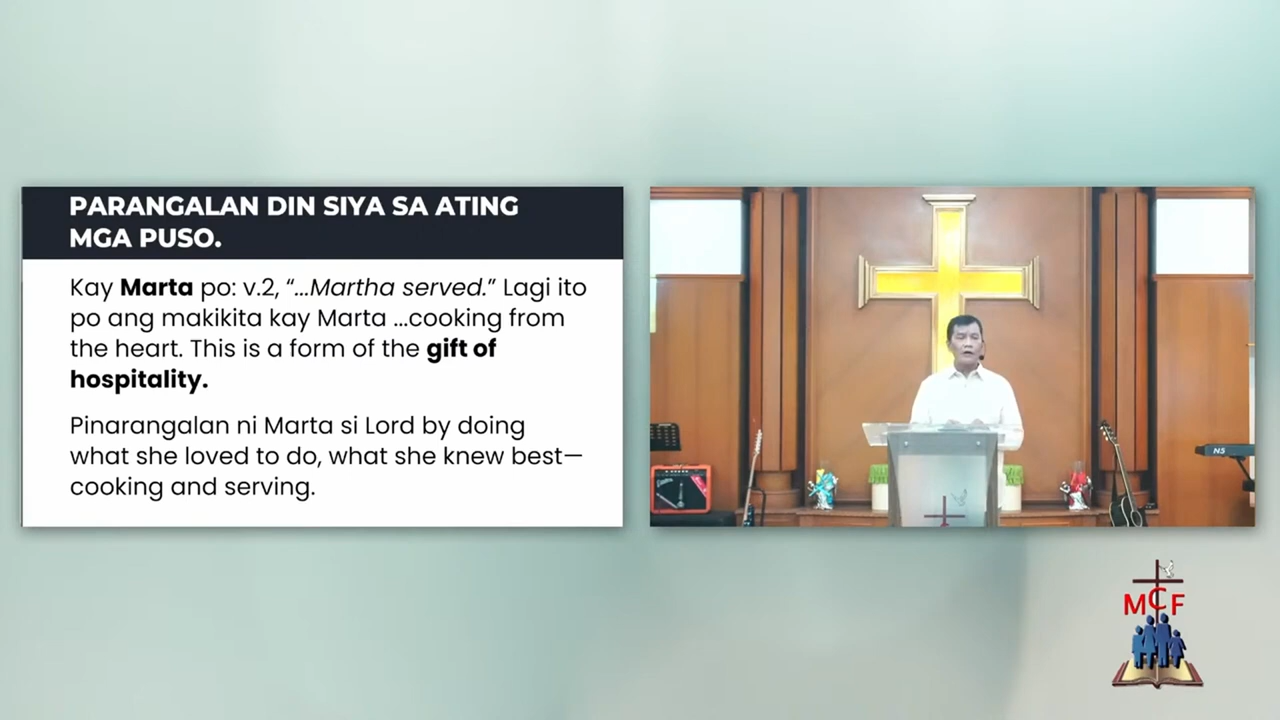 PARANGALAN DIN SIYA SA ATING
MGA PUSO.
Kay Marta po: v.2, “...Martha served.” Lagi ito
po ang makikita kay Marta ...cooking from
the heart. This is a form of the gift of
hospitality.
Pinarangalan ni Marta si Lord by doing
what she loved to do, what she knew best—
cooking and serving.
N5
MCF